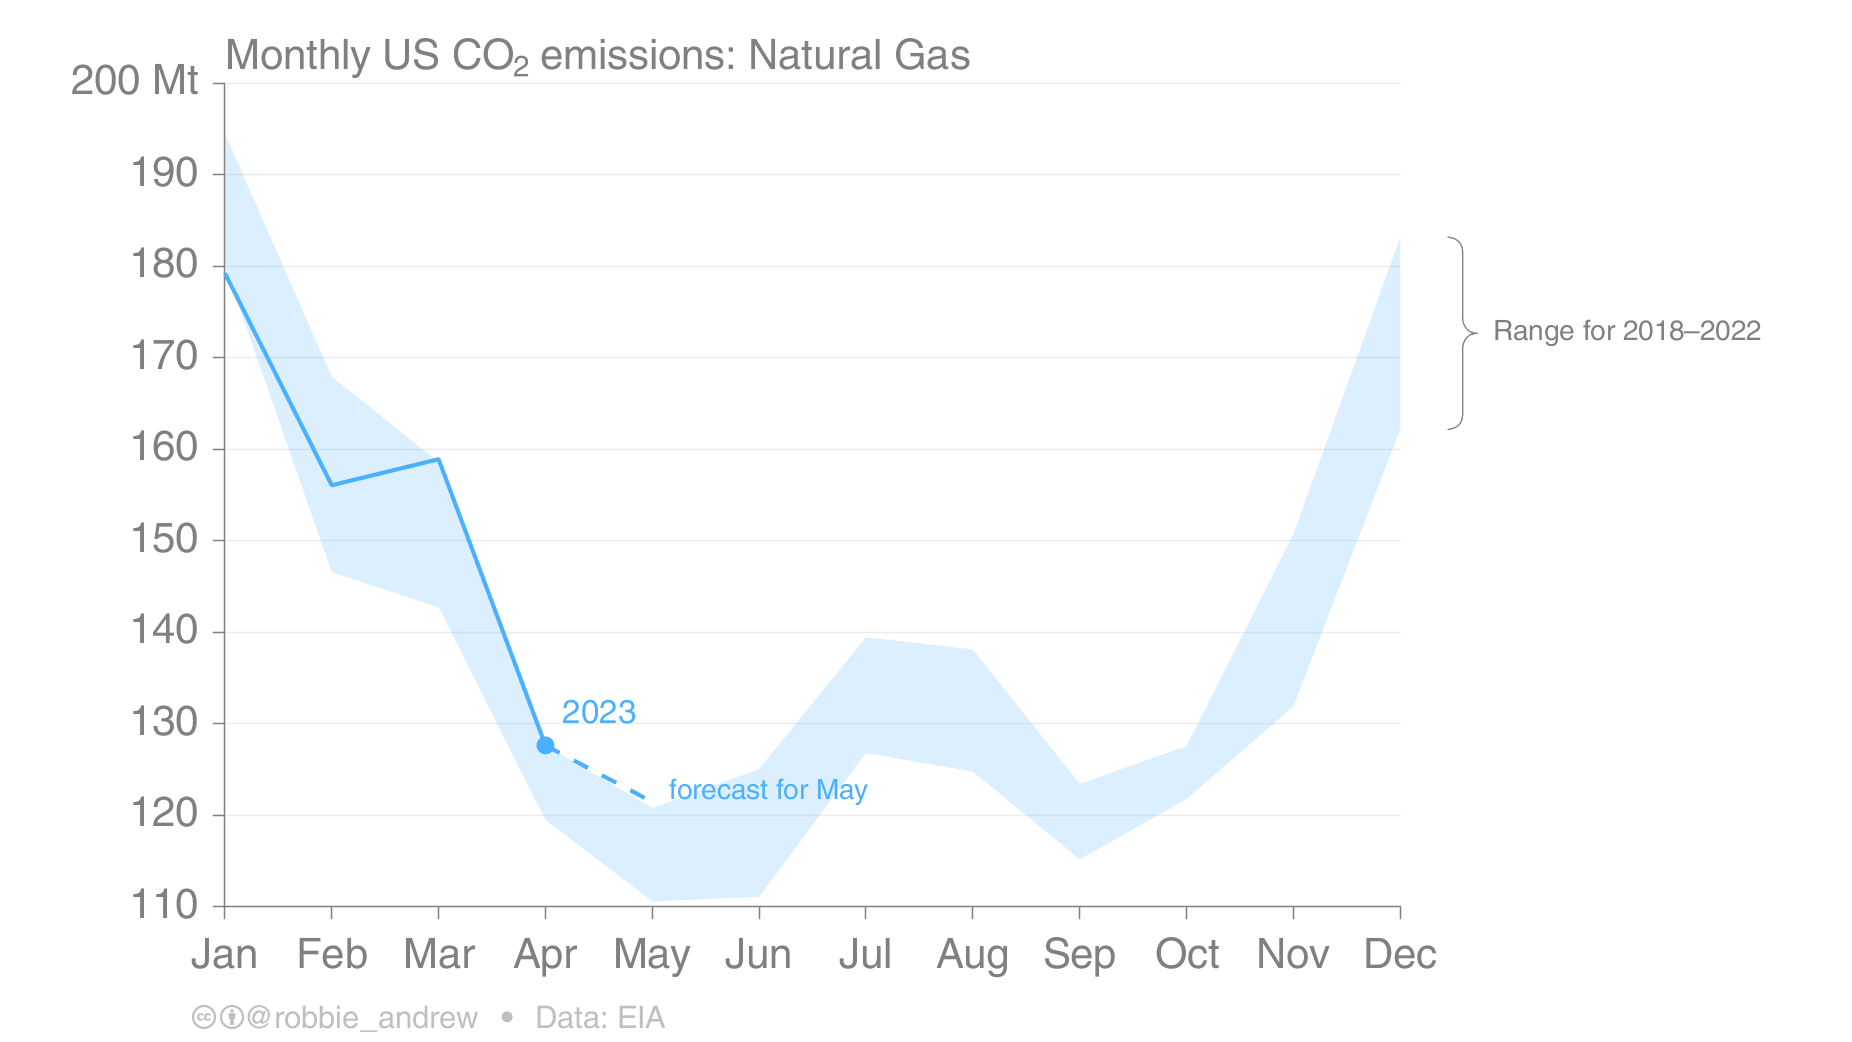 Monthly US CO₂ emissions: Natural Gas
200 Mt
190
180
170
160
150
140
130
120
110
Range for 2018–2022
2023
forecast for May
Jan Feb Mar Apr May Jun Jul Aug Sep Oct Nov Dec
cc @robbie_andrew • Data: EIA